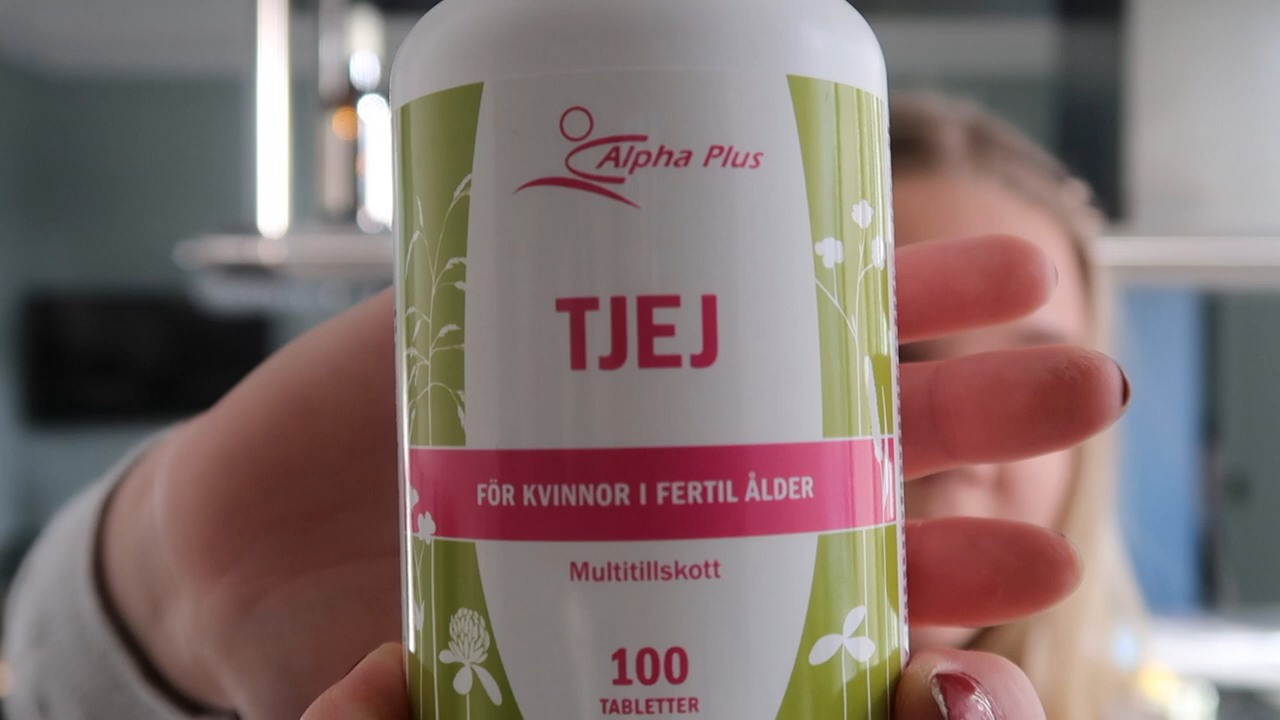 Alpha Plus
TJEJ
FÖR KVINNOR I FERTIL ÅLDER
Multitillskott
100
TABLETTER